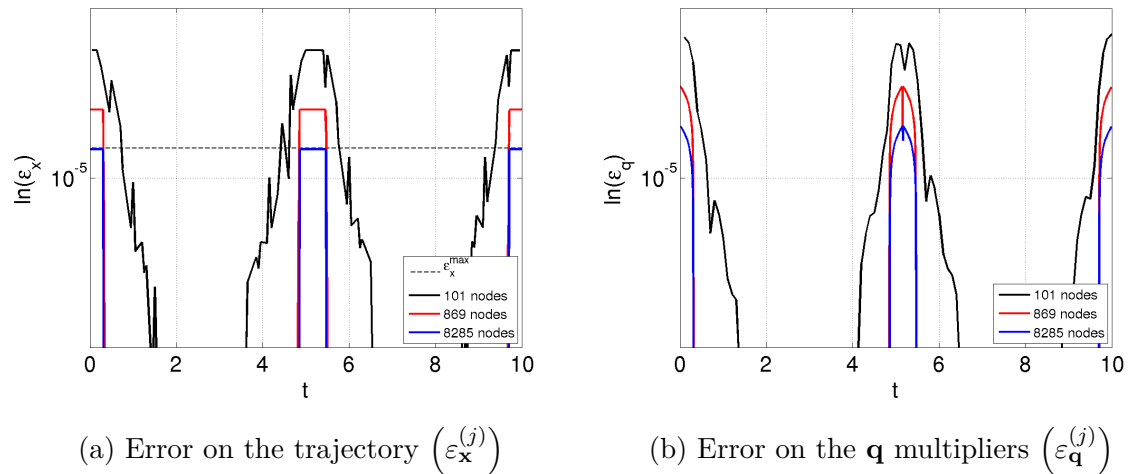 ln(ε_x)
10^-5
0 2 4 6 8 10
t
ε_x^max
101 nodes
869 nodes
8285 nodes
(a) Error on the trajectory (ε_x^(j))
ln(ε_q)
10^-5
0 2 4 6 8 10
t
101 nodes
869 nodes
8285 nodes
(b) Error on the q multipliers (ε_q^(j))